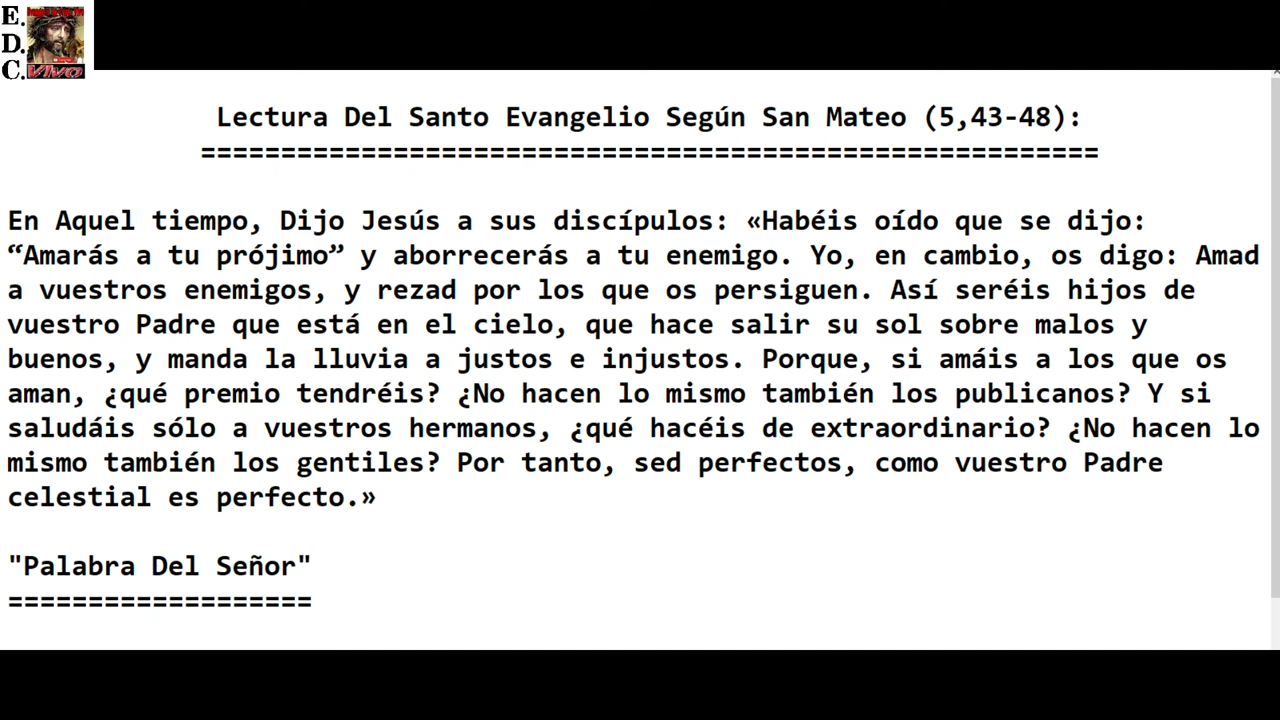 E.
D.
C.
Vivo
Lectura Del Santo Evangelio Según San Mateo (5,43-48):
========================================================
En Aquel tiempo, Dijo Jesús a sus discípulos: «Habéis oído que se dijo:
“Amarás a tu prójimo” y aborrecerás a tu enemigo. Yo, en cambio, os digo: Amad
a vuestros enemigos, y rezad por los que os persiguen. Así seréis hijos de
vuestro Padre que está en el cielo, que hace salir su sol sobre malos y
buenos, y manda la lluvia a justos e injustos. Porque, si amáis a los que os
aman, ¿qué premio tendréis? ¿No hacen lo mismo también los publicanos? Y si
saludáis sólo a vuestros hermanos, ¿qué hacéis de extraordinario? ¿No hacen lo
mismo también los gentiles? Por tanto, sed perfectos, como vuestro Padre
celestial es perfecto.»
"Palabra Del Señor"
===================